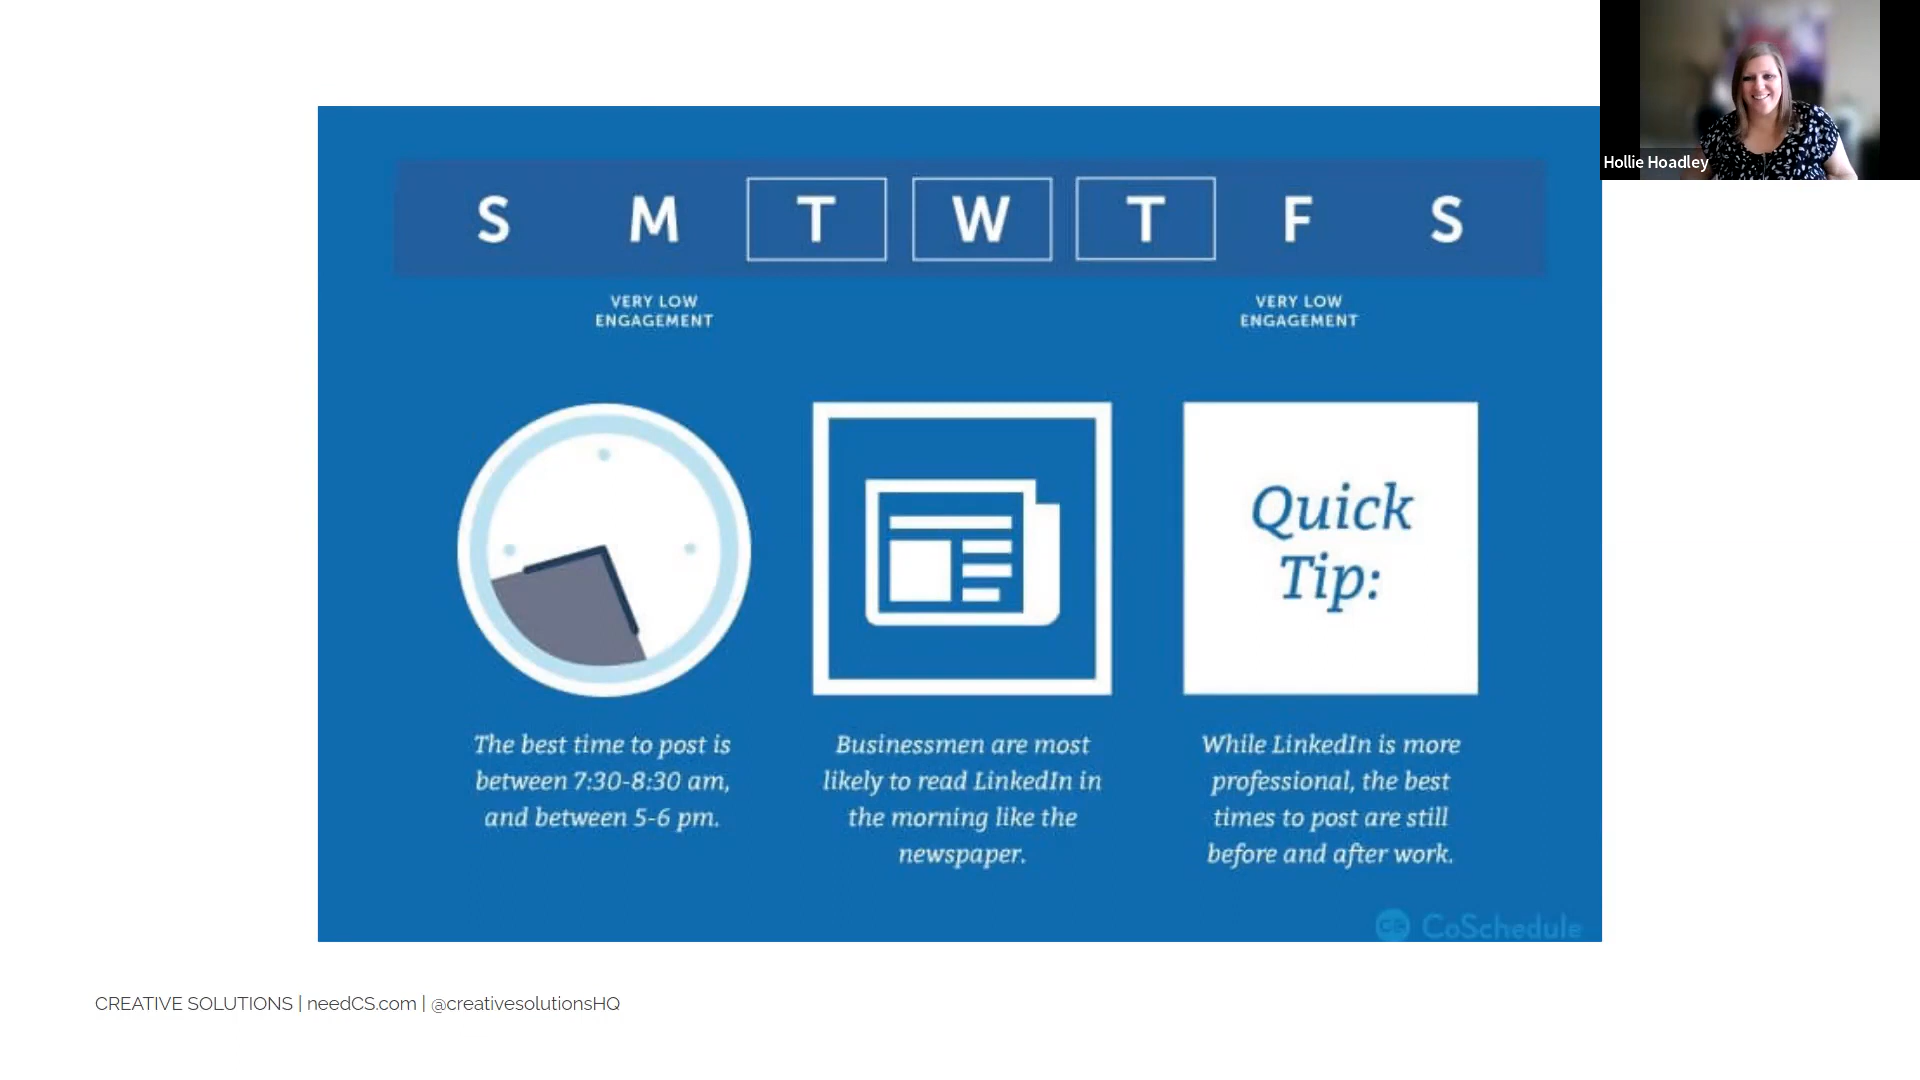 Hollie Hoadley
S M T W T F S
VERY LOW
ENGAGEMENT
VERY LOW
ENGAGEMENT
The best time to post is
between 7:30-8:30 am,
and between 5-6 pm.
Businessmen are most
likely to read LinkedIn in
the morning like the
newspaper.
Quick
Tip:
While LinkedIn is more
professional, the best
times to post are still
before and after work.
CoSchedule
CREATIVE SOLUTIONS | needCS.com | @creativesolutionsHQ